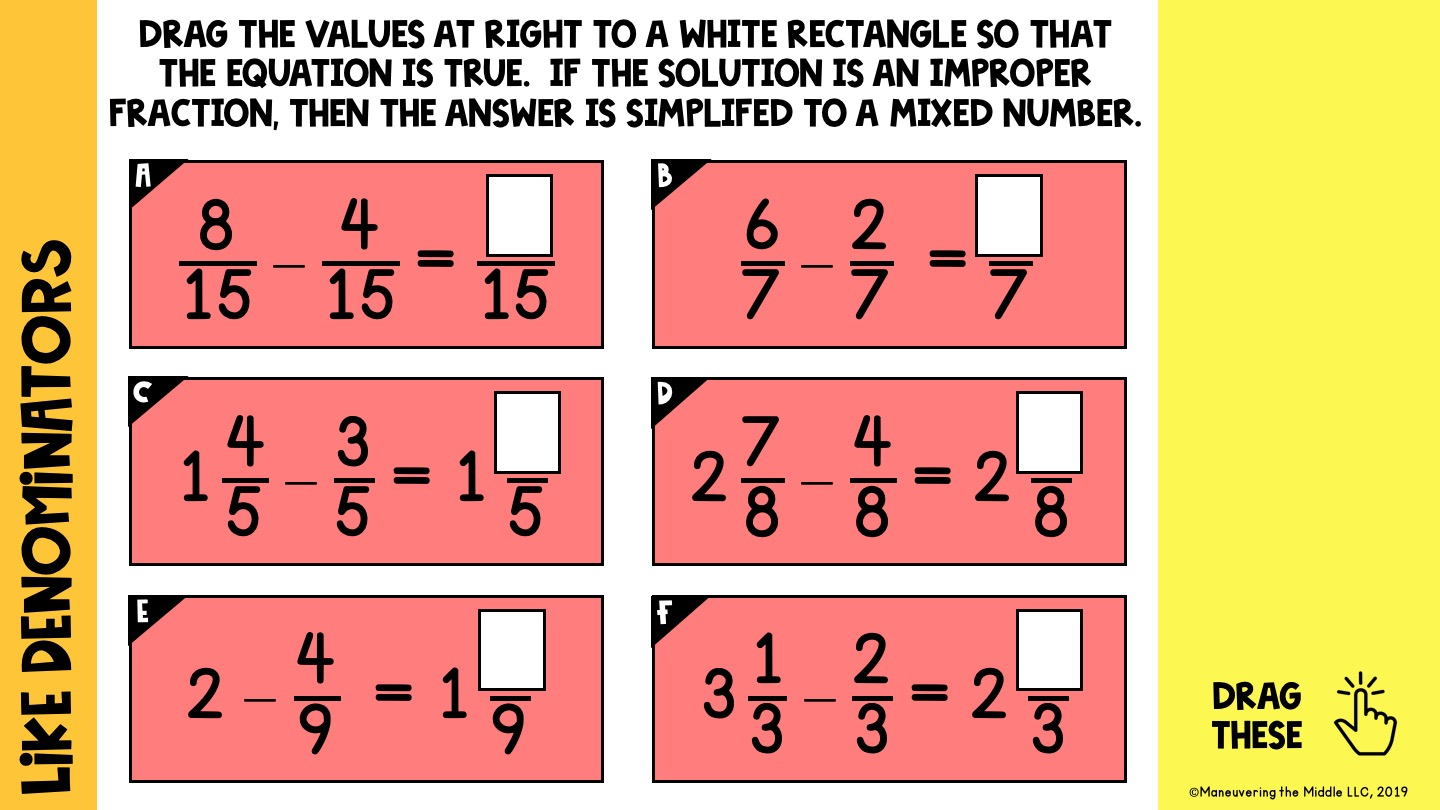 LIKE DENOMINATORS
DRAG THE VALUES AT RIGHT TO A WHITE RECTANGLE SO THAT
THE EQUATION IS TRUE. IF THE SOLUTION IS AN IMPROPER
FRACTION, THEN THE ANSWER IS SIMPLIFED TO A MIXED NUMBER.
A
8/15 – 4/15 = /15
B
6/7 – 2/7 = /7
C
1 4/5 – 3/5 = 1 /5
D
2 7/8 – 4/8 = 2 /8
E
2 – 4/9 = 1 /9
F
3 1/3 – 2/3 = 2 /3
DRAG
THESE
©Maneuvering the Middle LLC, 2019